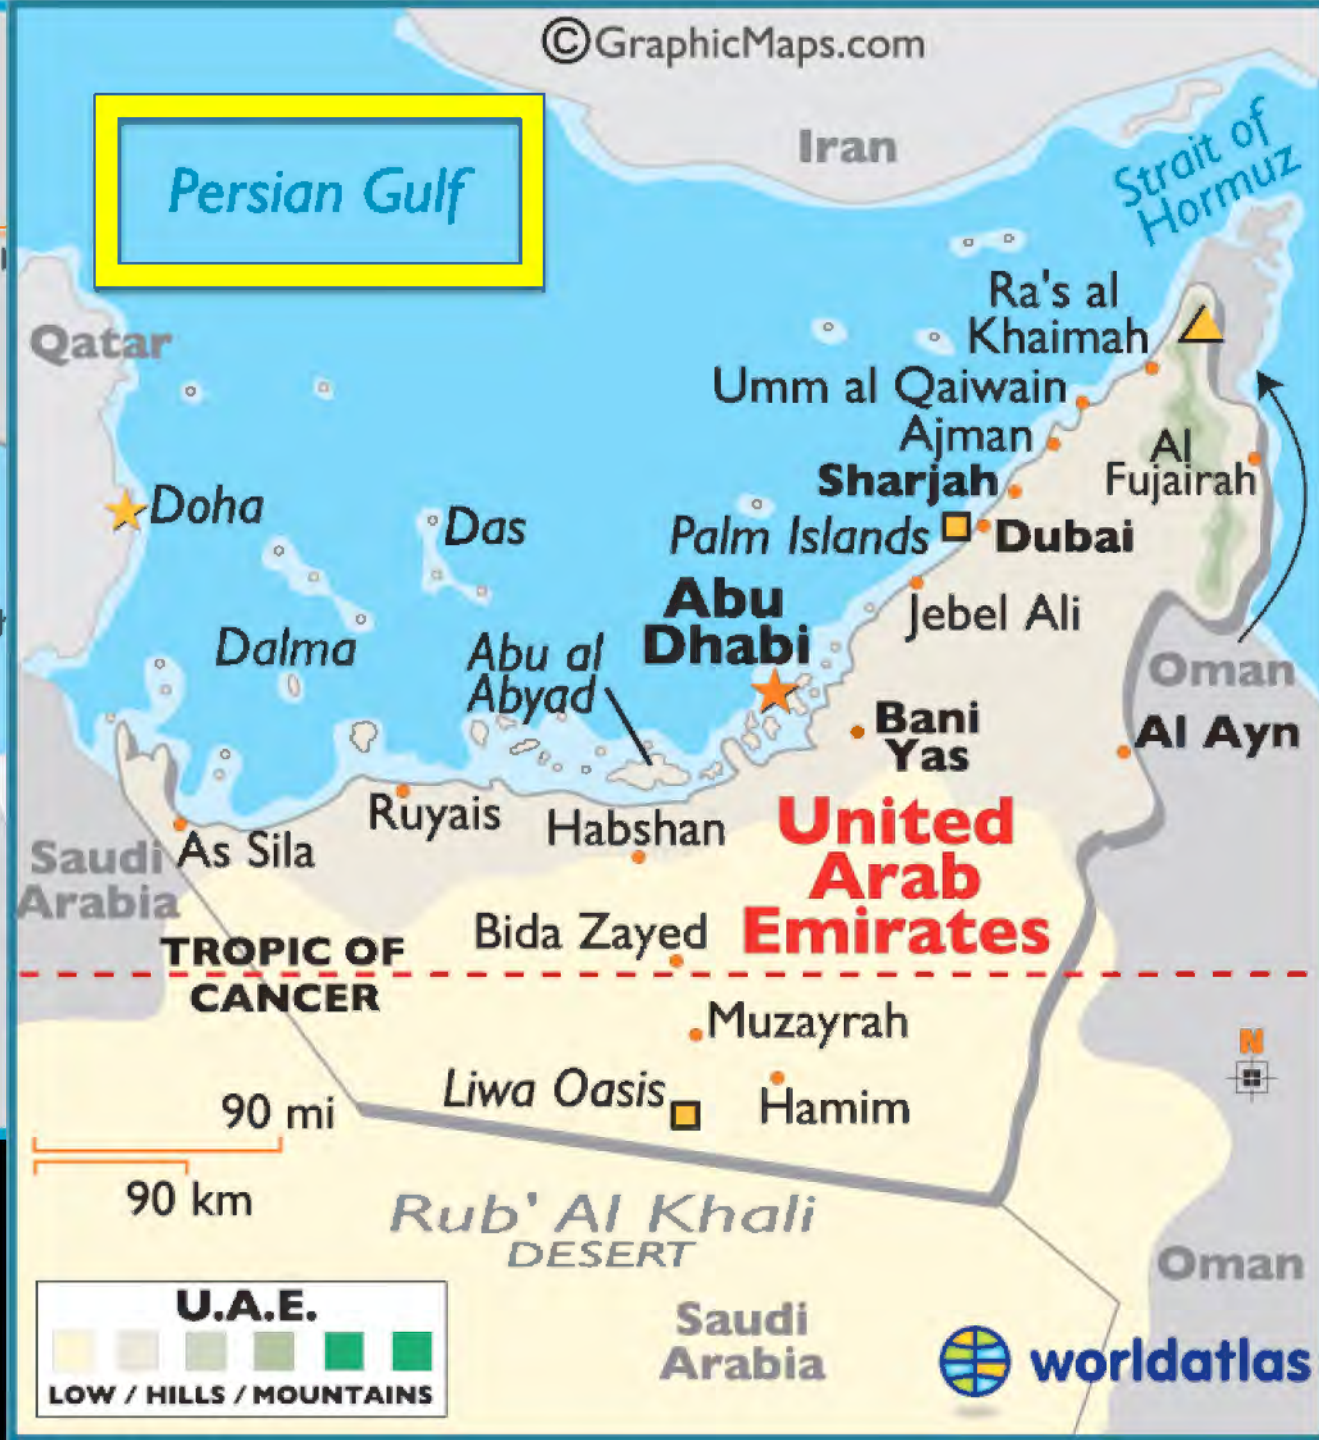 ©GraphicMaps.com
Iran
Persian Gulf
Strait of
Hormuz
Qatar
Ra's al
Khaimah
Umm al Qaiwain
Ajman
Al
Fujairah
Sharjah
Doha
Das
Palm Islands
Dubai
Abu
Dhabi
Jebel Ali
Dalma
Abu al
Abyad
Oman
Bani
Yas
Al Ayn
Ruyais
Habshan
United
Arab
Emirates
As Sila
Saudi
Arabia
Bida Zayed
TROPIC OF
CANCER
Muzayrah
N
Liwa Oasis
Hamim
90 mi
90 km
Rub' Al Khali
DESERT
Oman
U.A.E.
LOW / HILLS / MOUNTAINS
Saudi
Arabia
worldatlas